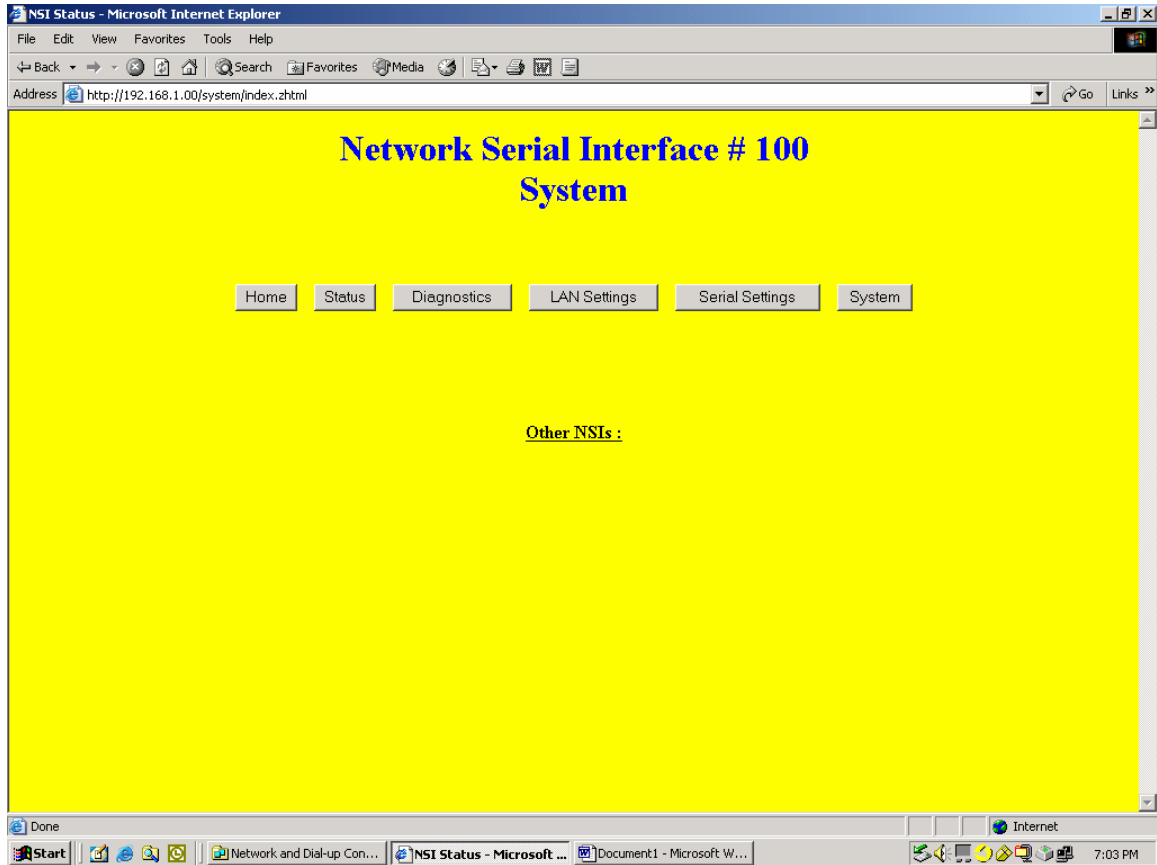 NSI Status - Microsoft Internet Explorer
File Edit View Favorites Tools Help
Back Search Favorites Media
Address http://192.168.1.00/system/index.zhtml Go Links »
Network Serial Interface # 100
System
Home Status Diagnostics LAN Settings Serial Settings System
Other NSIs :
Done Internet
Start Network and Dial-up Con... NSI Status - Microsoft ... Document1 - Microsoft W... 7:03 PM